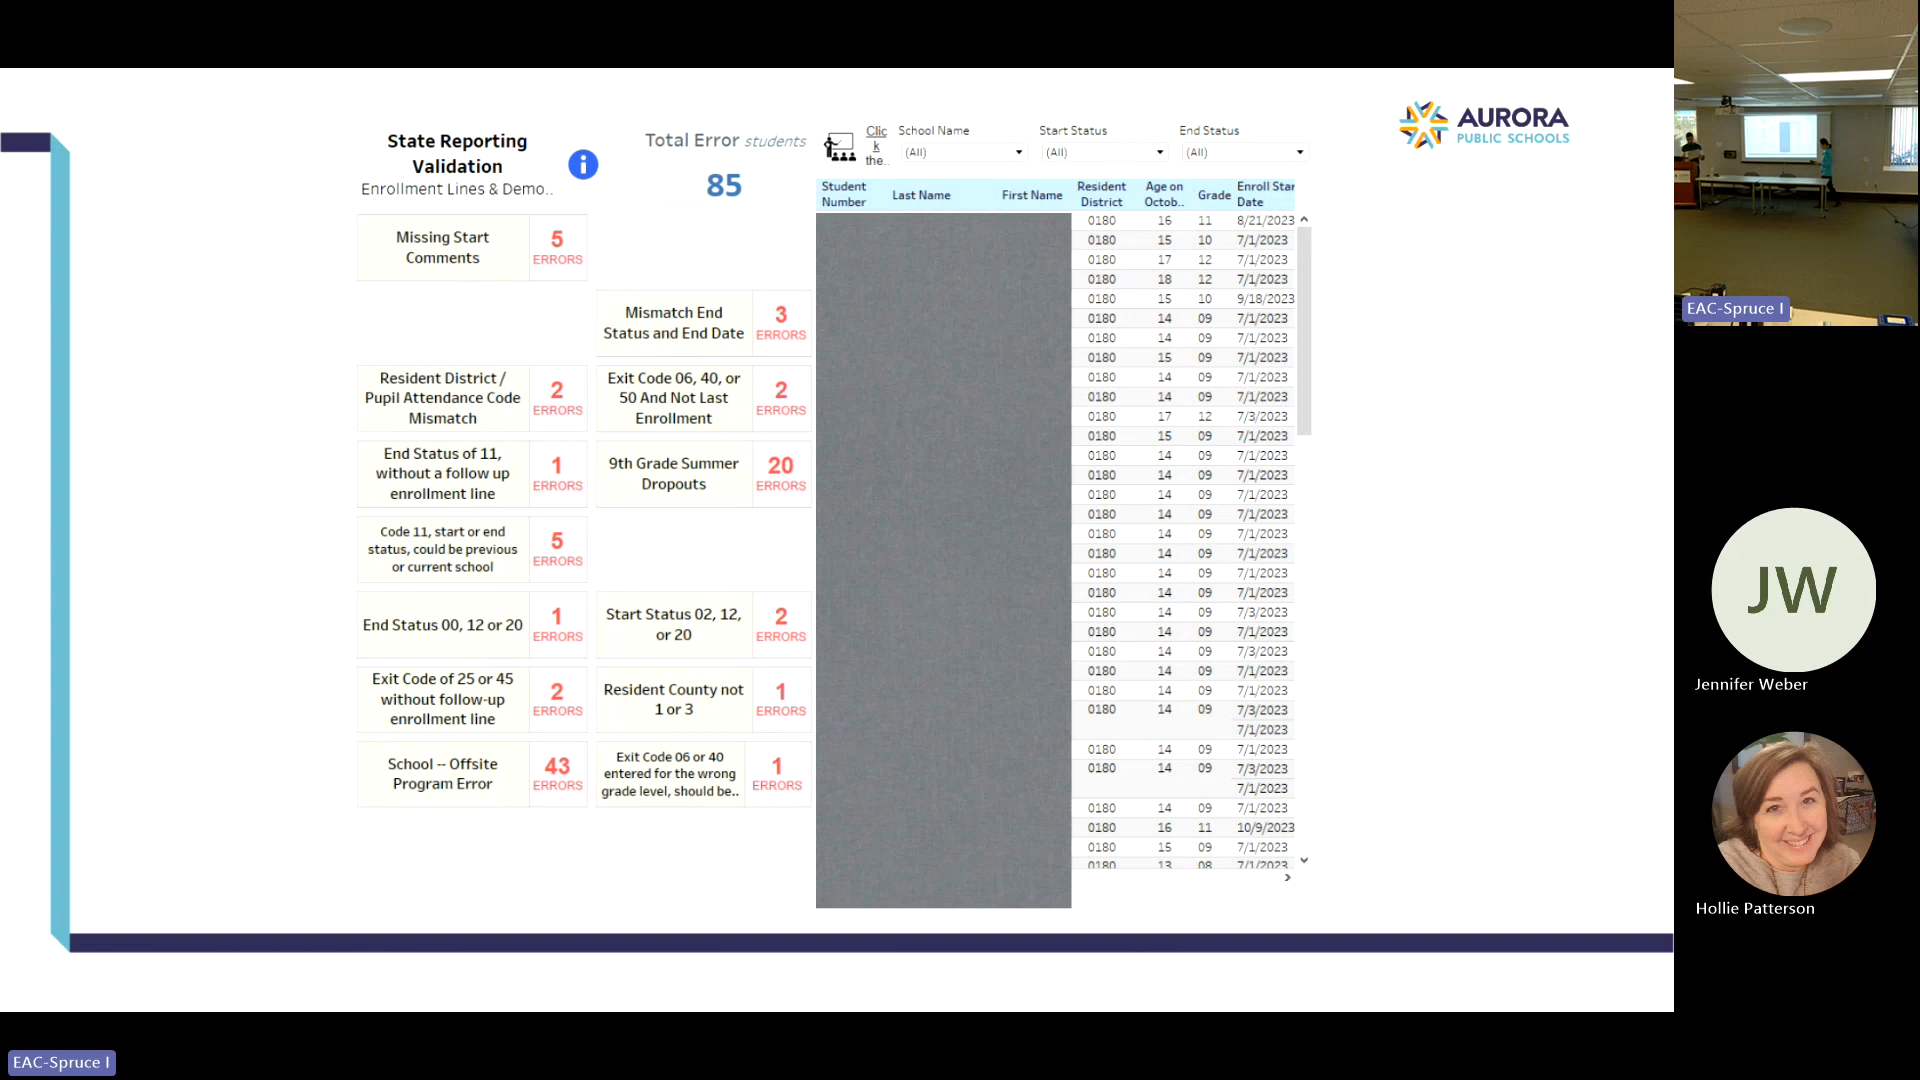 AURORA
PUBLIC SCHOOLS
State Reporting
Validation
Enrollment Lines & Demo..
Total Error students
85
Clic
k
the..
School Name
(All)
Start Status
(All)
End Status
(All)
Missing Start
Comments
5
ERRORS
Mismatch End
Status and End Date
3
ERRORS
Resident District /
Pupil Attendance Code
Mismatch
2
ERRORS
Exit Code 06, 40, or
50 And Not Last
Enrollment
2
ERRORS
End Status of 11,
without a follow up
enrollment line
1
ERRORS
9th Grade Summer
Dropouts
20
ERRORS
Code 11, start or end
status, could be previous
or current school
5
ERRORS
End Status 00, 12 or 20
1
ERRORS
Start Status 02, 12,
or 20
2
ERRORS
Exit Code of 25 or 45
without follow-up
enrollment line
2
ERRORS
Resident County not
1 or 3
1
ERRORS
School -- Offsite
Program Error
43
ERRORS
Exit Code 06 or 40
entered for the wrong
grade level, should be..
1
ERRORS
Student Number Last Name First Name Resident District Age on Octob.. Grade Enroll Star Date
0180 16 11 8/21/2023
0180 15 10 7/1/2023
0180 17 12 7/1/2023
0180 18 12 7/1/2023
0180 15 10 9/18/2023
0180 14 09 7/1/2023
0180 14 09 7/1/2023
0180 15 09 7/1/2023
0180 14 09 7/1/2023
0180 14 09 7/1/2023
0180 17 12 7/3/2023
0180 15 09 7/1/2023
0180 14 09 7/1/2023
0180 14 09 7/1/2023
0180 14 09 7/1/2023
0180 14 09 7/1/2023
0180 14 09 7/1/2023
0180 14 09 7/1/2023
0180 14 09 7/1/2023
0180 14 09 7/1/2023
0180 14 09 7/3/2023
0180 14 09 7/1/2023
0180 14 09 7/3/2023
0180 14 09 7/1/2023
0180 14 09 7/1/2023
0180 14 09 7/3/2023
7/1/2023
0180 14 09 7/1/2023
0180 14 09 7/3/2023
7/1/2023
0180 14 09 7/1/2023
0180 16 11 10/9/2023
0180 15 09 7/1/2023
0180 13 08 7/1/2023
EAC-Spruce I
JW
Jennifer Weber
Hollie Patterson
EAC-Spruce I